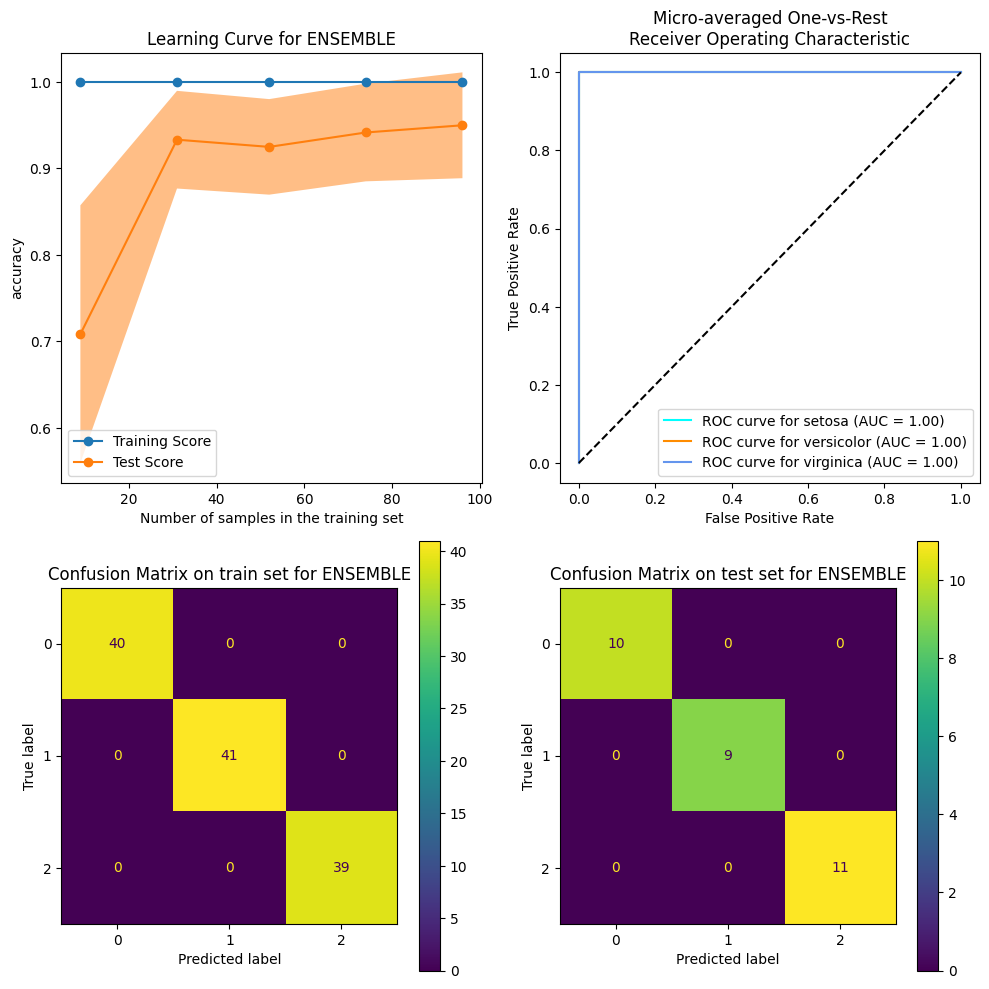 Learning Curve for ENSEMBLE
1.0
0.9
0.8
0.7
0.6
accuracy
Training Score
Test Score
20 40 60 80 100
Number of samples in the training set
Micro-averaged One-vs-Rest
Receiver Operating Characteristic
1.0
0.8
0.6
0.4
0.2
0.0
True Positive Rate
ROC curve for setosa (AUC = 1.00)
ROC curve for versicolor (AUC = 1.00)
ROC curve for virginica (AUC = 1.00)
0.0 0.2 0.4 0.6 0.8 1.0
False Positive Rate
Confusion Matrix on train set for ENSEMBLE
True label
0 40 0 0
1 0 41 0
2 0 0 39
0 1 2
Predicted label
40
35
30
25
20
15
10
5
0
Confusion Matrix on test set for ENSEMBLE
True label
0 10 0 0
1 0 9 0
2 0 0 11
0 1 2
Predicted label
10
8
6
4
2
0